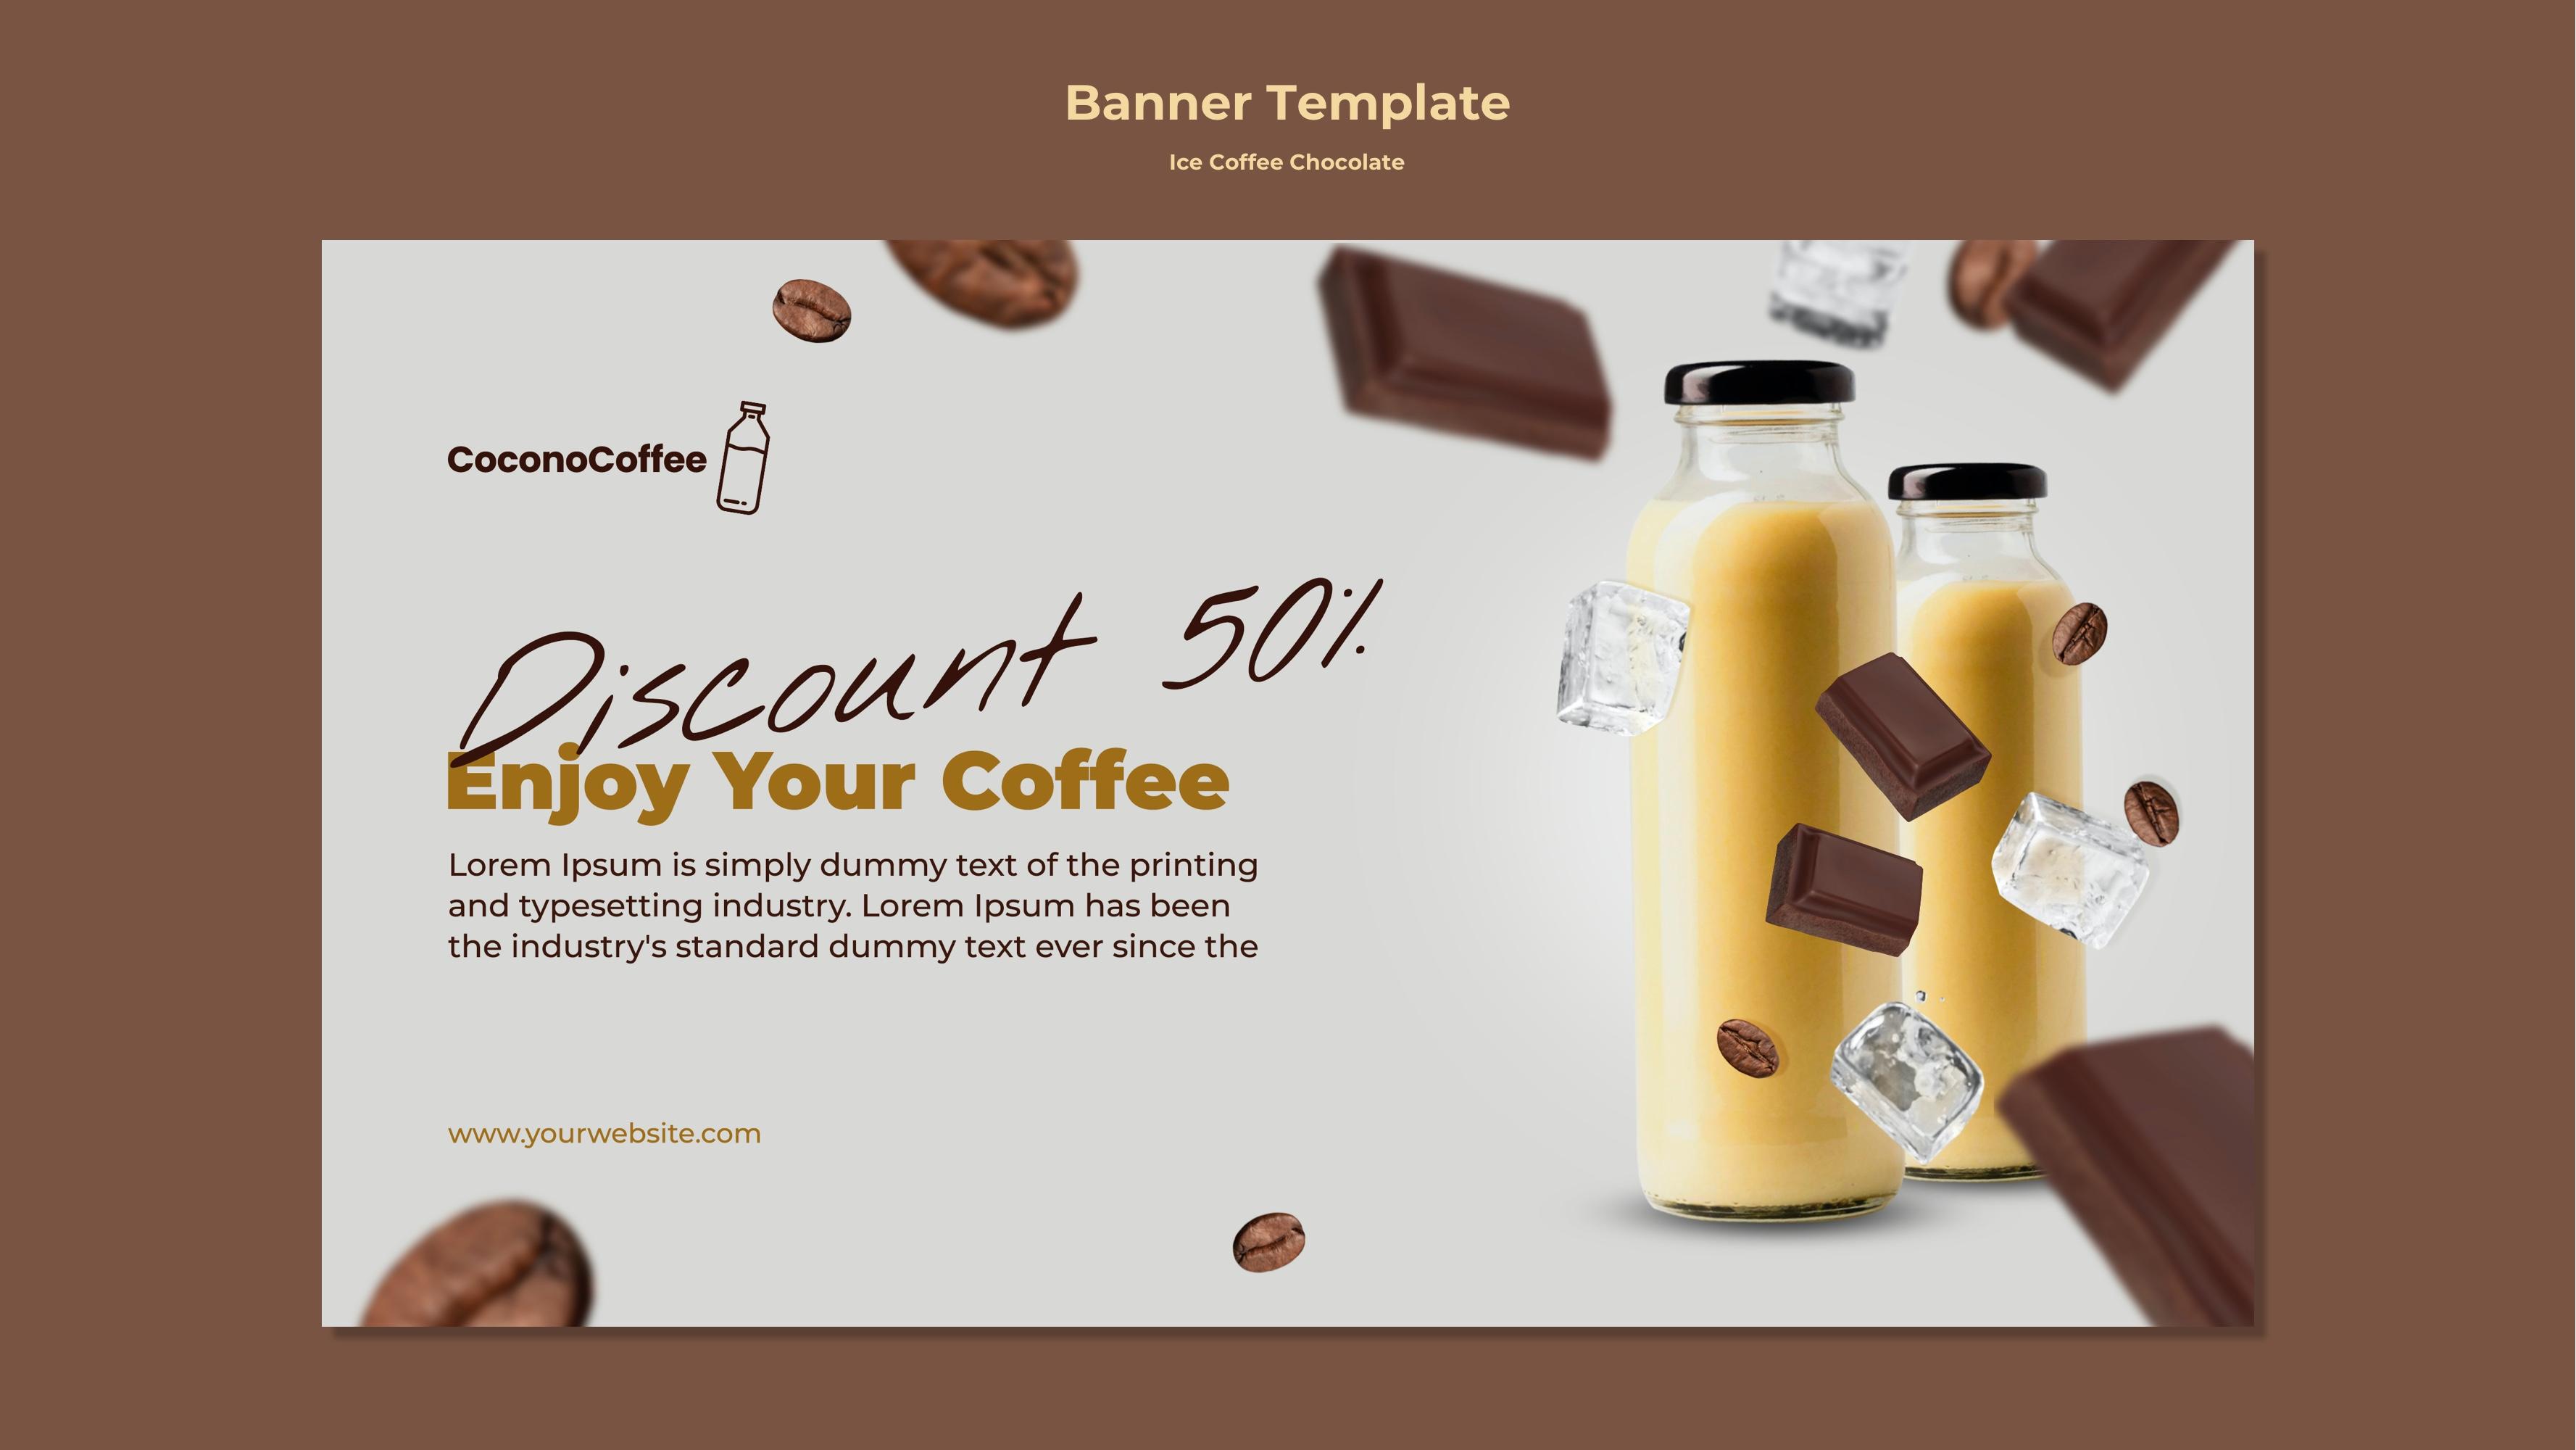 Banner Template
Ice Coffee Chocolate
CoconoCoffee
Discount 50%
Enjoy Your Coffee
Lorem Ipsum is simply dummy text of the printing
and typesetting industry. Lorem Ipsum has been
the industry's standard dummy text ever since the
www.yourwebsite.com